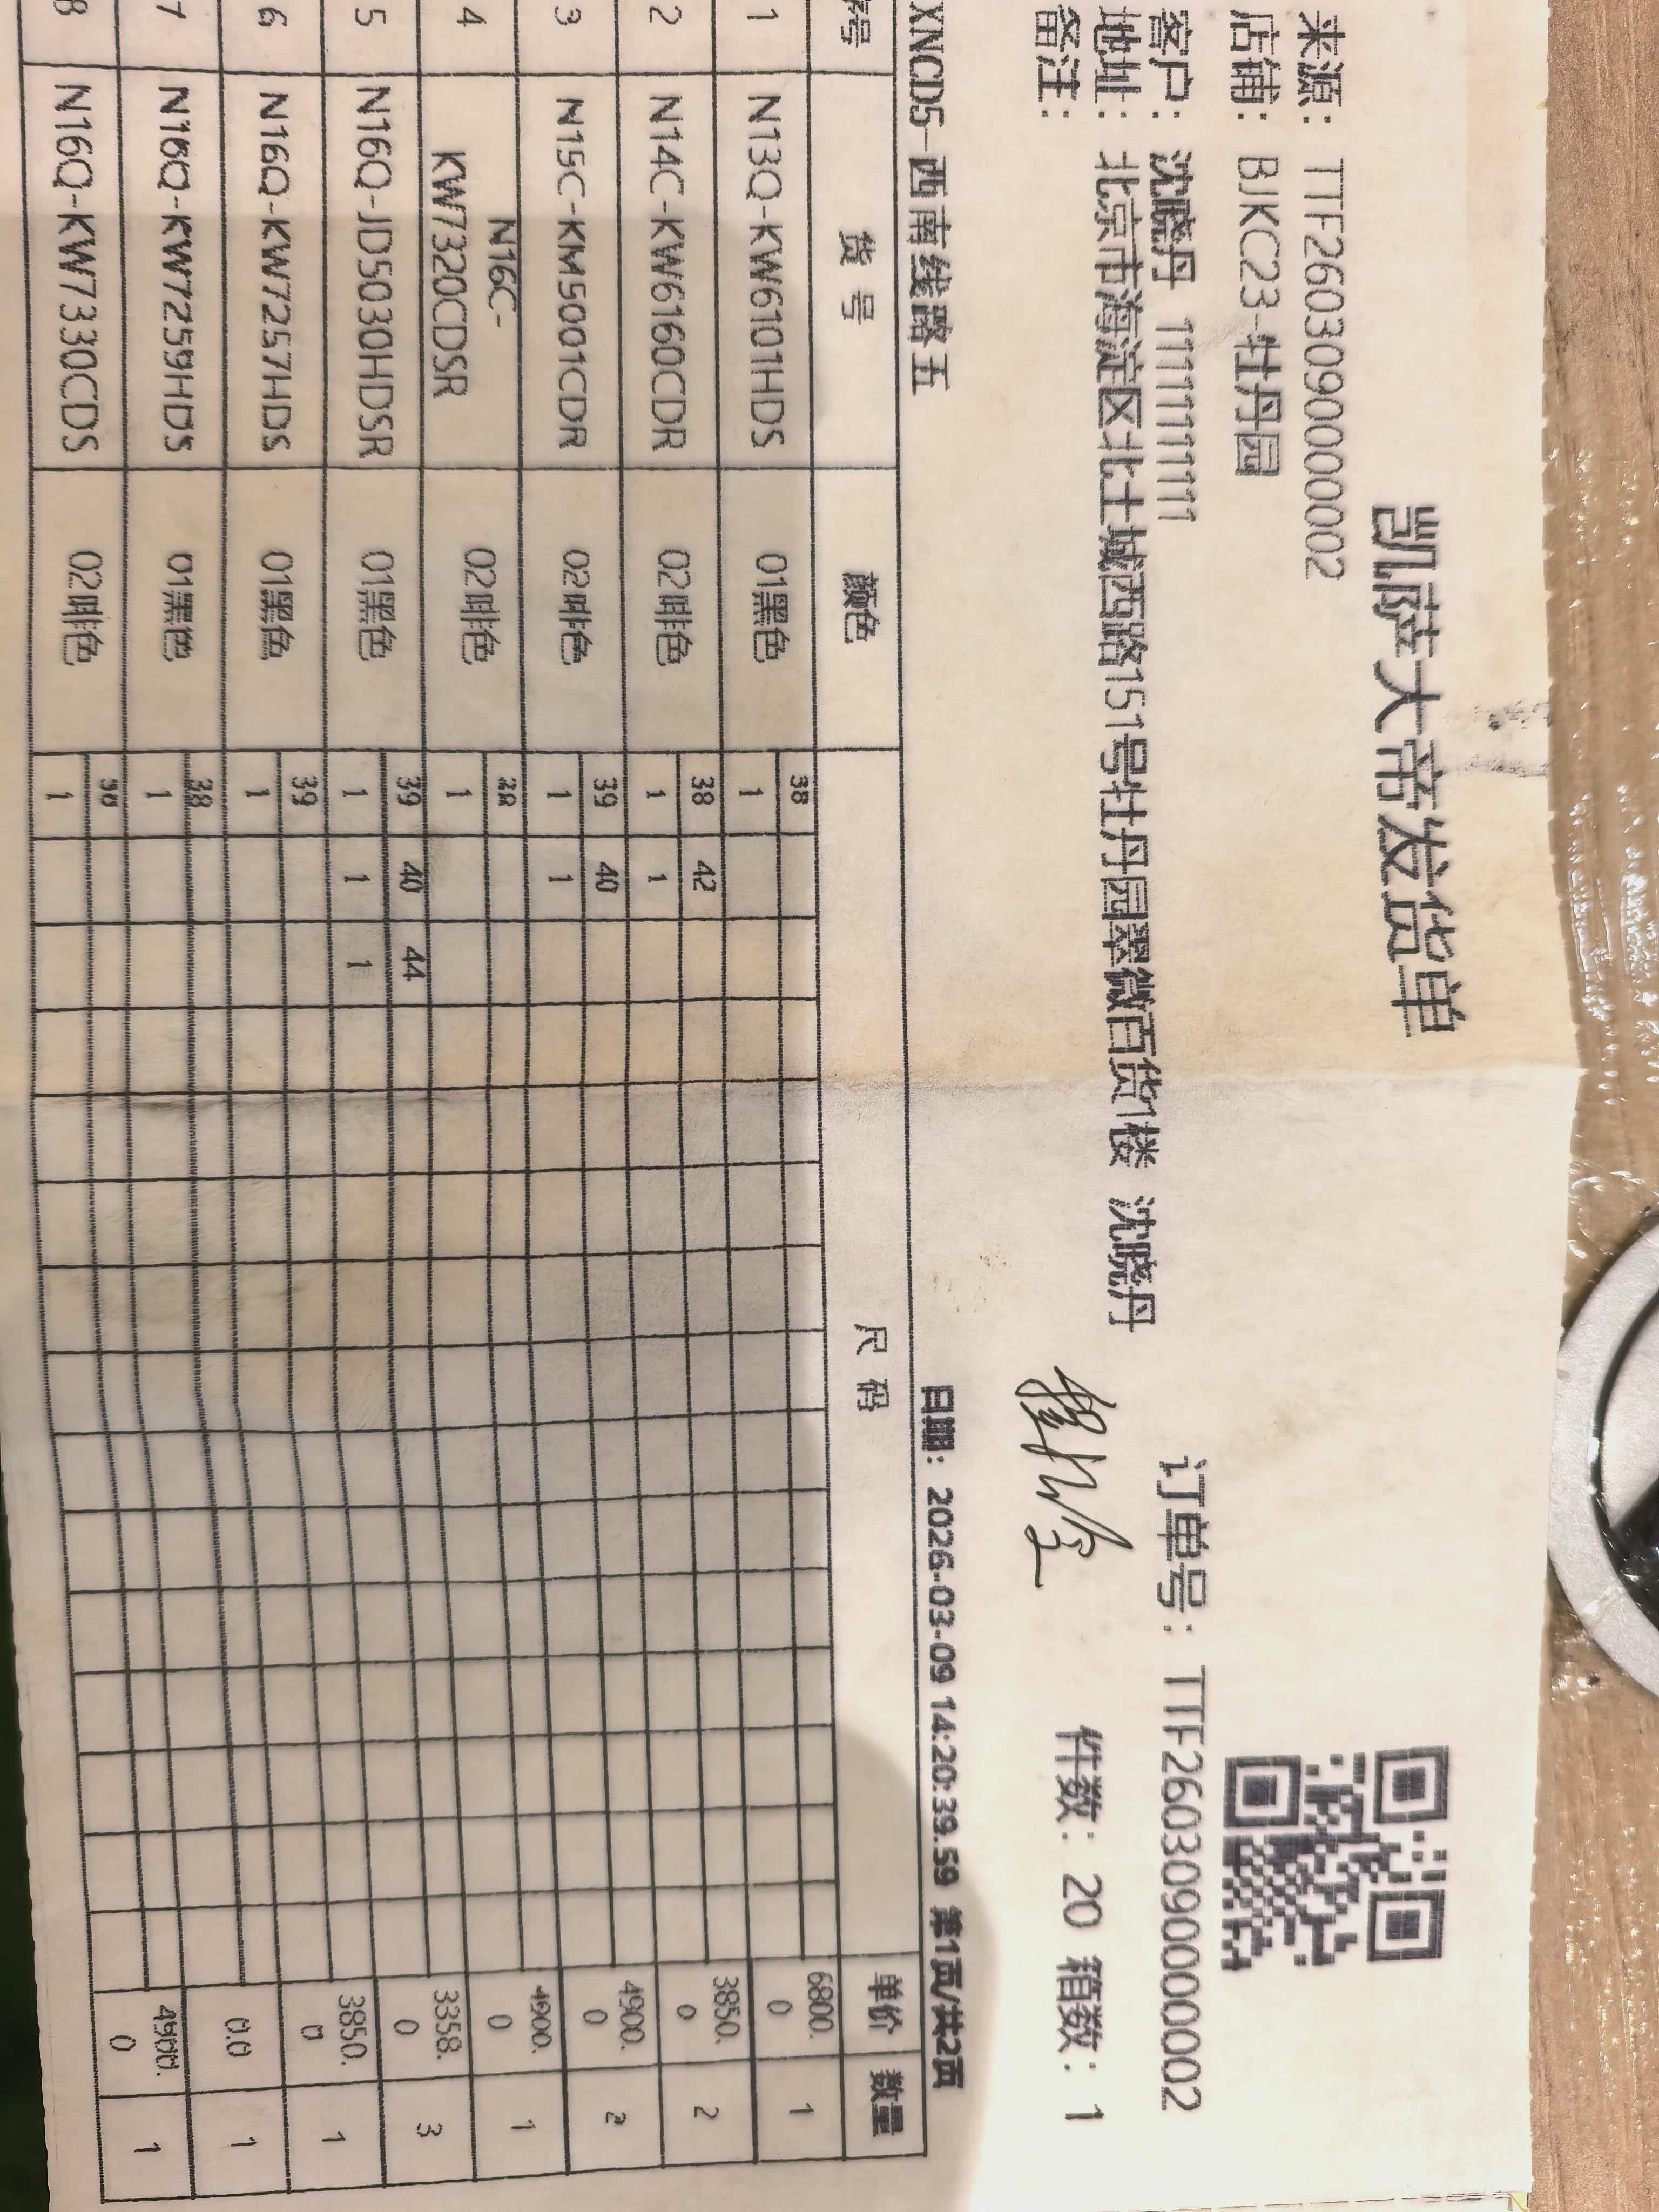 凯萨大帝发货单
来源: TTF2603090000002
店铺: BJKC23-牡丹园
客户: 沈晓丹 11111111111 订单号: TTF2603090000002
地址: 北京市海淀区北土城西路151号牡丹园翠微百货1楼 沈晓丹
备注: 件数: 20 箱数: 1
XNCD5-西南线路五 日期: 2026-03-09 14:20:39.59 第1页/共2页
序号 货号 颜色 尺码 单价 数量
1 N13Q-KW6101HDS 01黑色 38 6800.0 1
1
2 N14C-KW6160CDR 02啡色 38 42 3850.0 2
1 1
3 N15C-KM5001CDR 02啡色 39 40 4900.0 2
1 1
4 N16C-KW7320CDSR 02啡色 38 4900.0 1
1
5 N16Q-JD5030HDSR 01黑色 39 40 44 3358.0 3
1 1 1
6 N16Q-KW7257HDS 01黑色 39 3850.0 1
1
7 N16Q-KW7259HDS 01黑色 38 0.0 1
1
8 N16Q-KW7330CDS 02啡色 4900.0 1
1